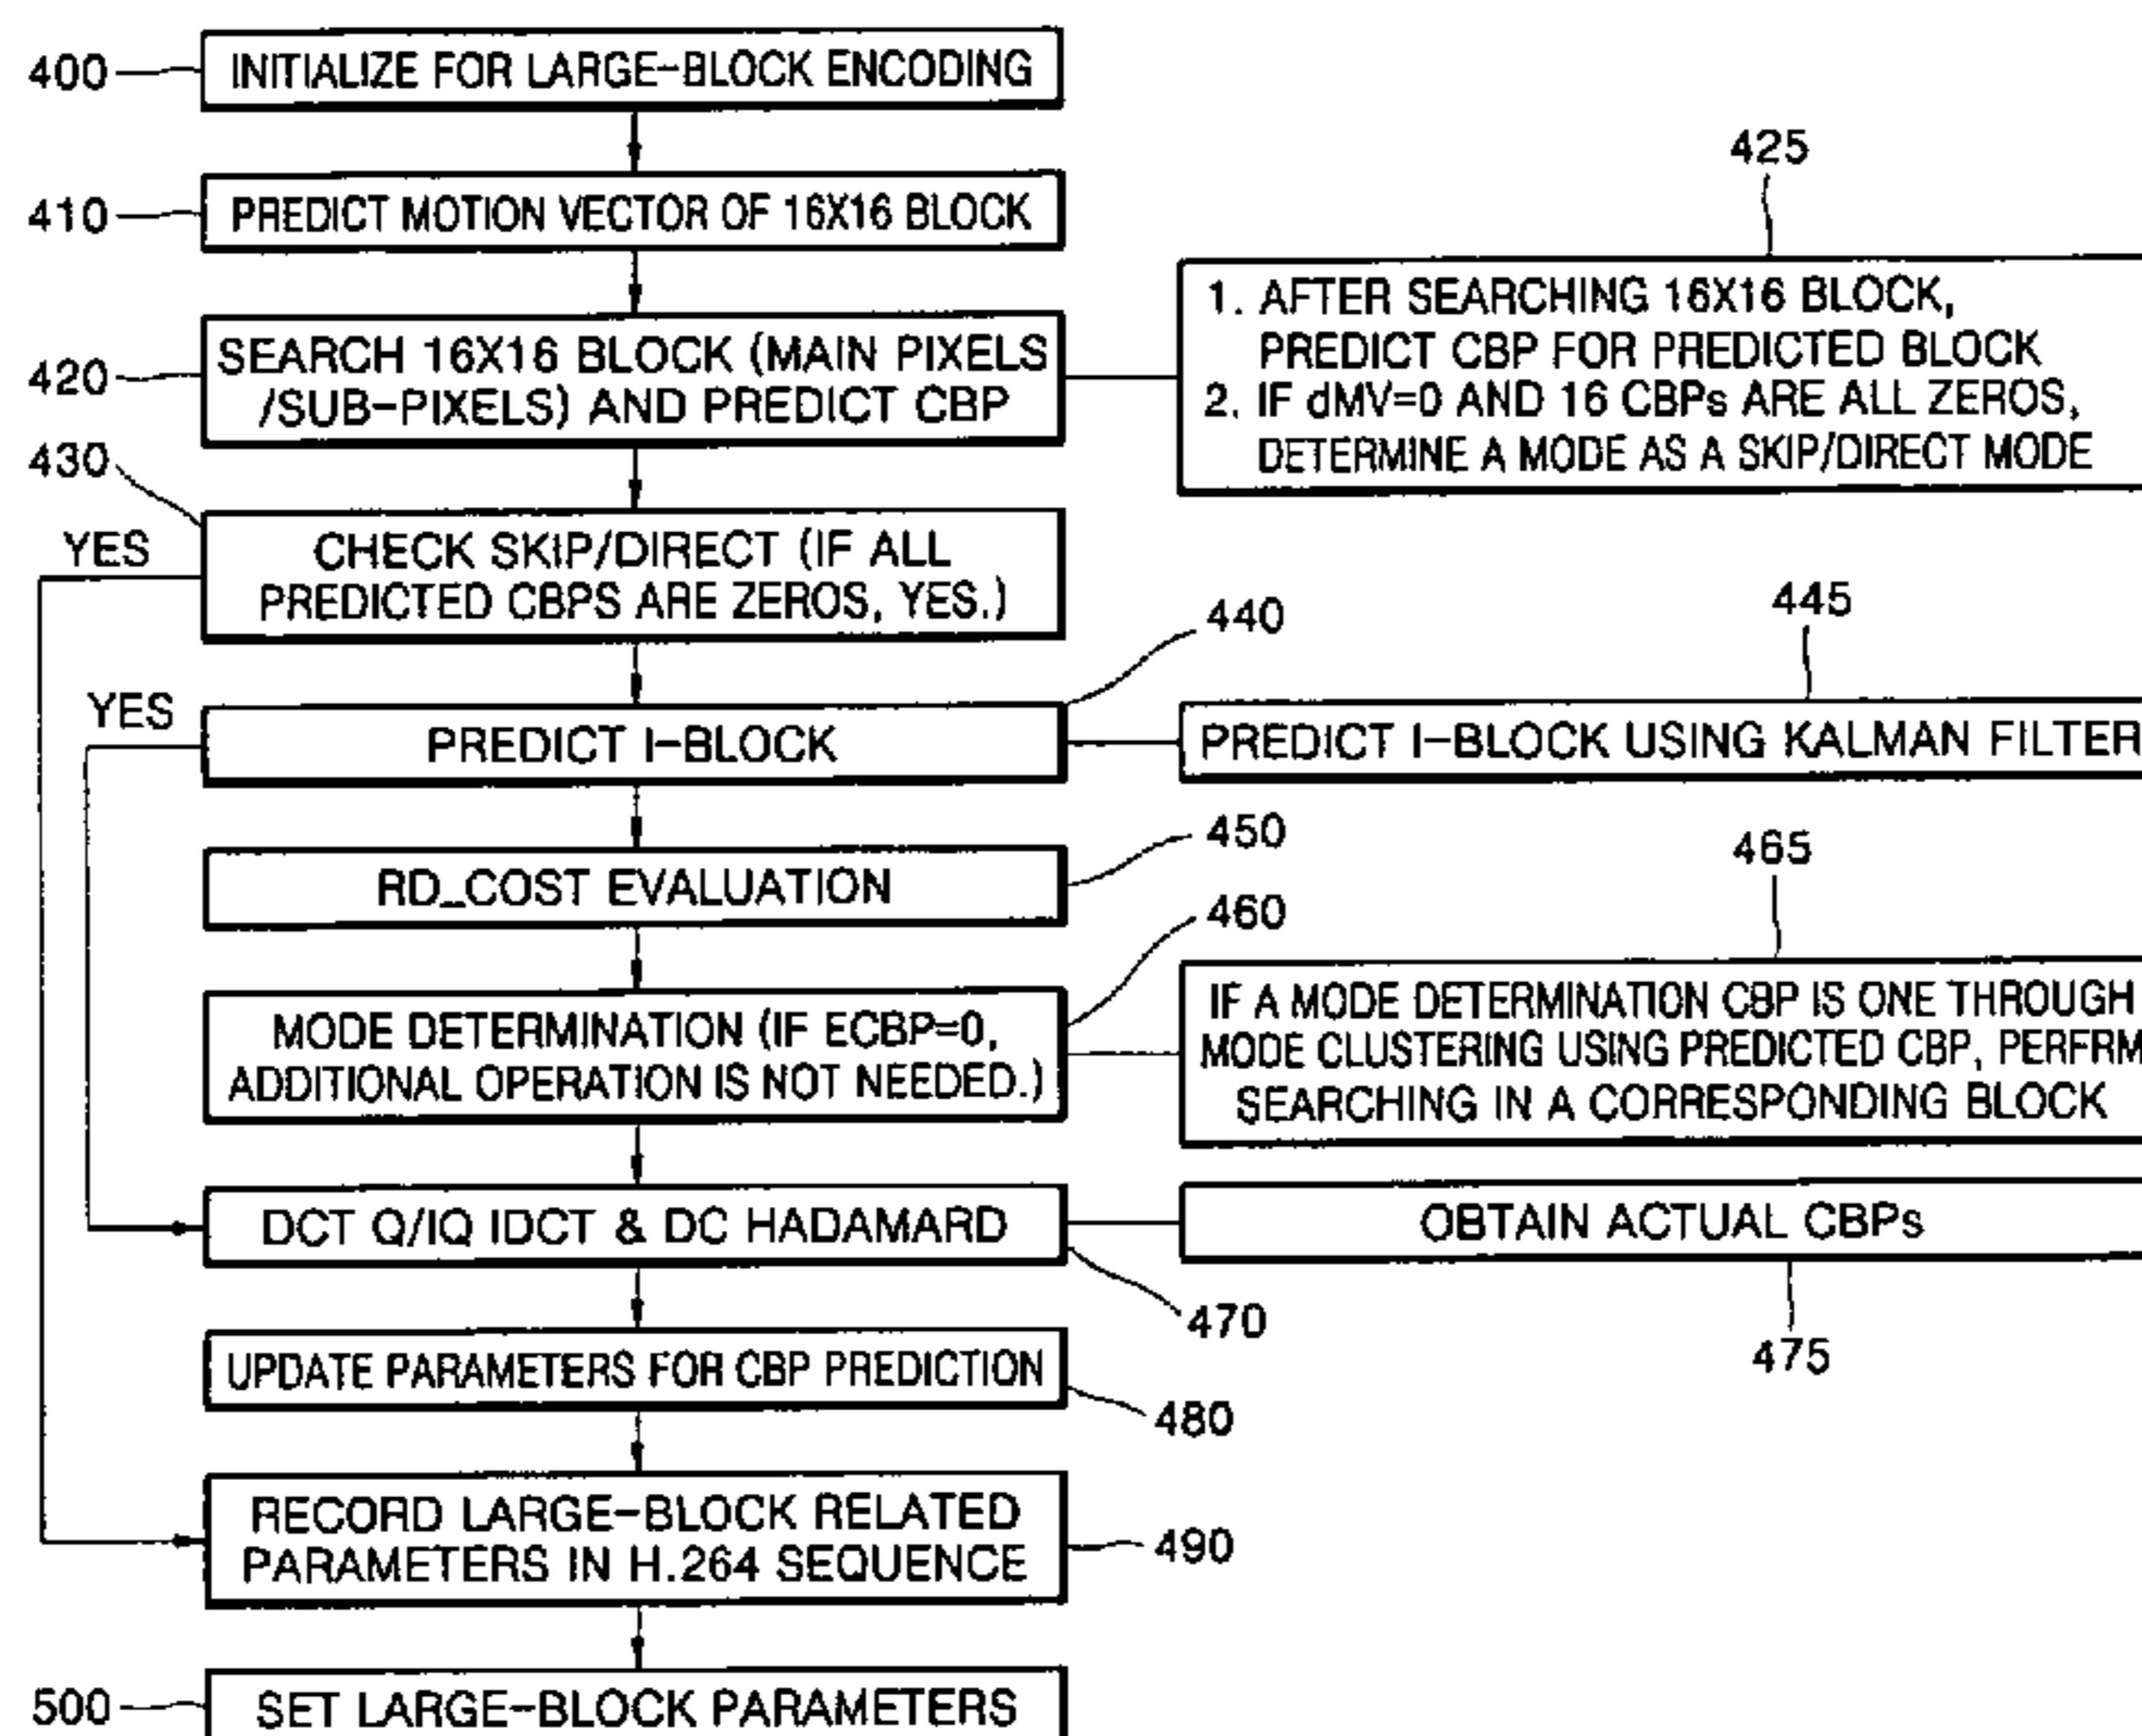 400
INITIALIZE FOR LARGE-BLOCK ENCODING
410
PREDICT MOTION VECTOR OF 16X16 BLOCK
420
SEARCH 16X16 BLOCK (MAIN PIXELS
/SUB-PIXELS) AND PREDICT CBP
425
1. AFTER SEARCHING 16X16 BLOCK,
PREDICT CBP FOR PREDICTED BLOCK
2. IF dMV=0 AND 16 CBPs ARE ALL ZEROS,
DETERMINE A MODE AS A SKIP/DIRECT MODE
430
YES
CHECK SKIP/DIRECT (IF ALL
PREDICTED CBPS ARE ZEROS, YES.)
440
YES
PREDICT I-BLOCK
445
PREDICT I-BLOCK USING KALMAN FILTER
450
RD_COST EVALUATION
460
MODE DETERMINATION (IF ECBP=0,
ADDITIONAL OPERATION IS NOT NEEDED.)
465
IF A MODE DETERMINATION CBP IS ONE THROUGH
MODE CLUSTERING USING PREDICTED CBP, PERFRM
SEARCHING IN A CORRESPONDING BLOCK
DCT Q/IQ IDCT & DC HADAMARD
470
OBTAIN ACTUAL CBPs
475
UPDATE PARAMETERS FOR CBP PREDICTION
480
RECORD LARGE-BLOCK RELATED
PARAMETERS IN H.264 SEQUENCE
490
500
SET LARGE-BLOCK PARAMETERS